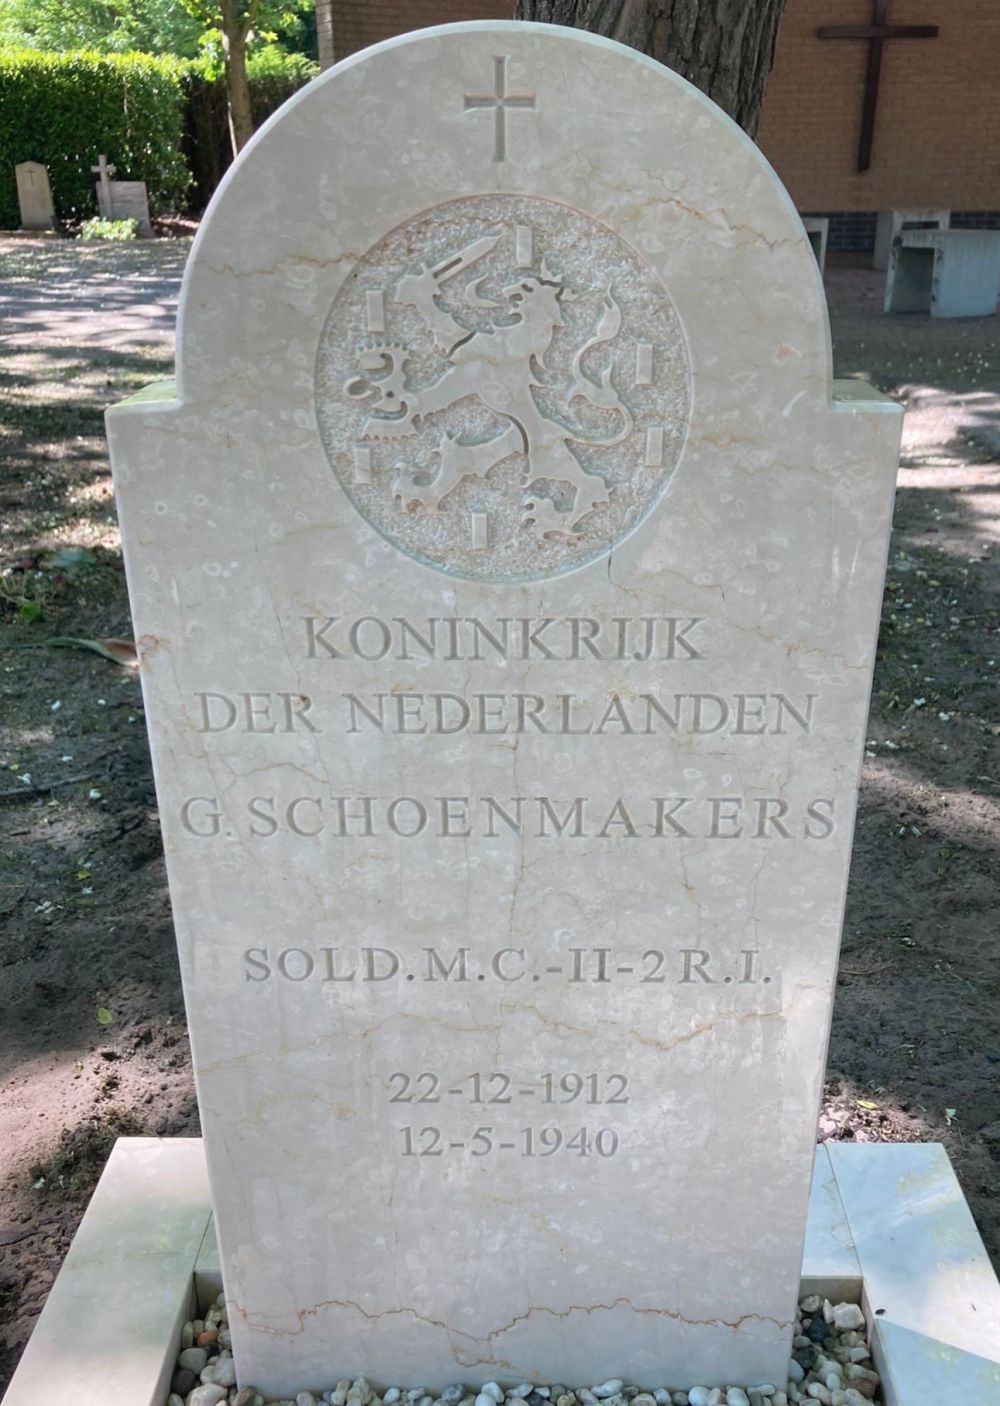 KONINKRIJK
DER NEDERLANDEN
G. SCHOENMAKERS
SOLD.M.C.-II-2R.I.
22-12-1912
12-5-1940